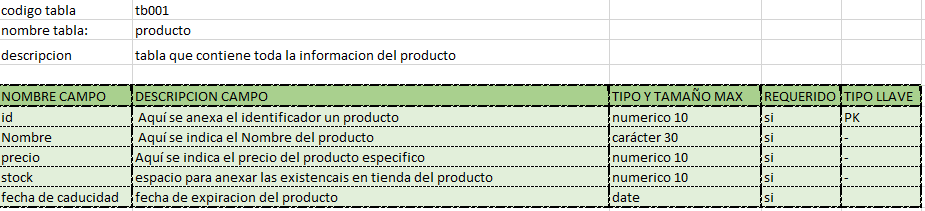 codigo tabla tb001
nombre tabla: producto
descripcion tabla que contiene toda la informacion del producto
NOMBRE CAMPO DESCRIPCION CAMPO TIPO Y TAMAÑO MAX REQUERIDO TIPO LLAVE
id Aquí se anexa el identificador un producto numerico 10 si PK
Nombre Aquí se indica el Nombre del producto carácter 30 si -
precio Aquí se indica el precio del producto especifico numerico 10 si -
stock espacio para anexar las existencais en tienda del producto numerico 10 si -
fecha de caducidad fecha de expiracion del producto date si